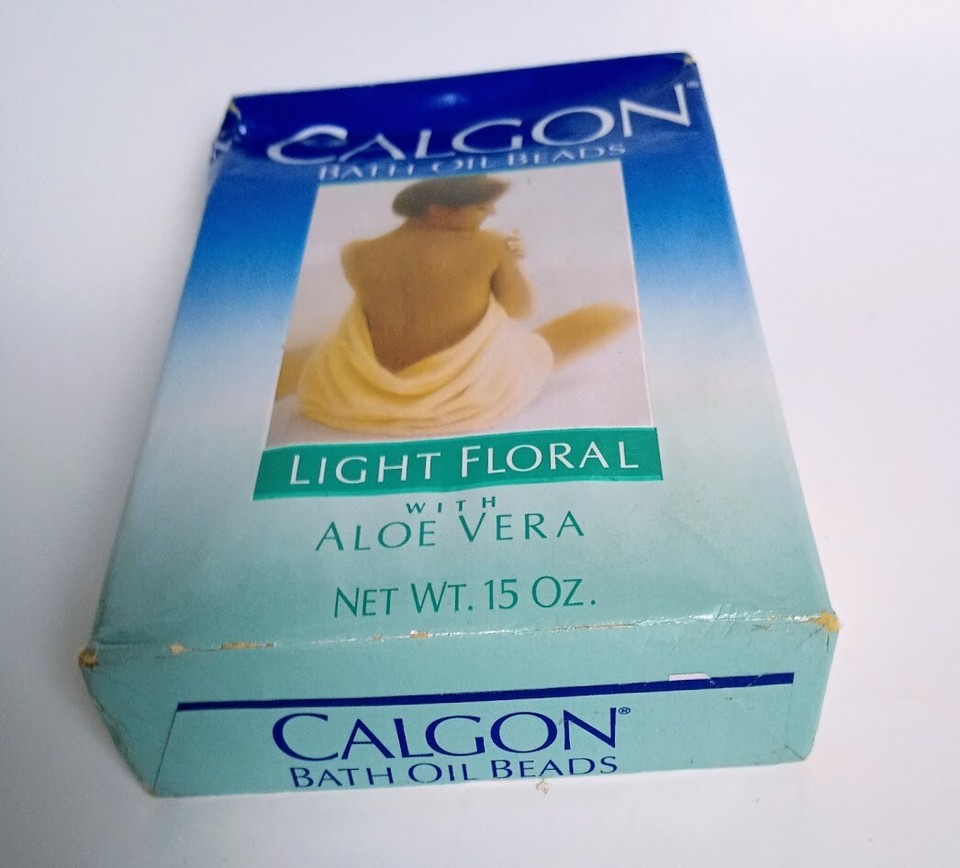 CALGON®
BATH OIL BEADS
LIGHT FLORAL
WITH
ALOE VERA
NET WT. 15 OZ.
CALGON®
BATH OIL BEADS